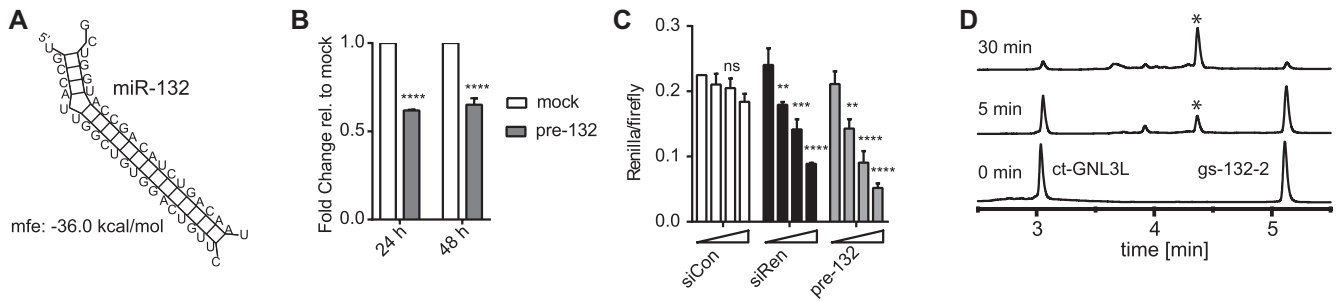 A
5'
miR-132
mfe: -36.0 kcal/mol
B
Fold Change rel. to mock
1.0
0.5
0.0
****
****
24 h
48 h
mock
pre-132
C
Renilla/firefly
0.3
0.2
0.1
0.0
ns
**
***
****
**
****
****
siCon
siRen
pre-132
D
30 min
*
5 min
*
0 min
ct-GNL3L
gs-132-2
3
4
5
time [min]